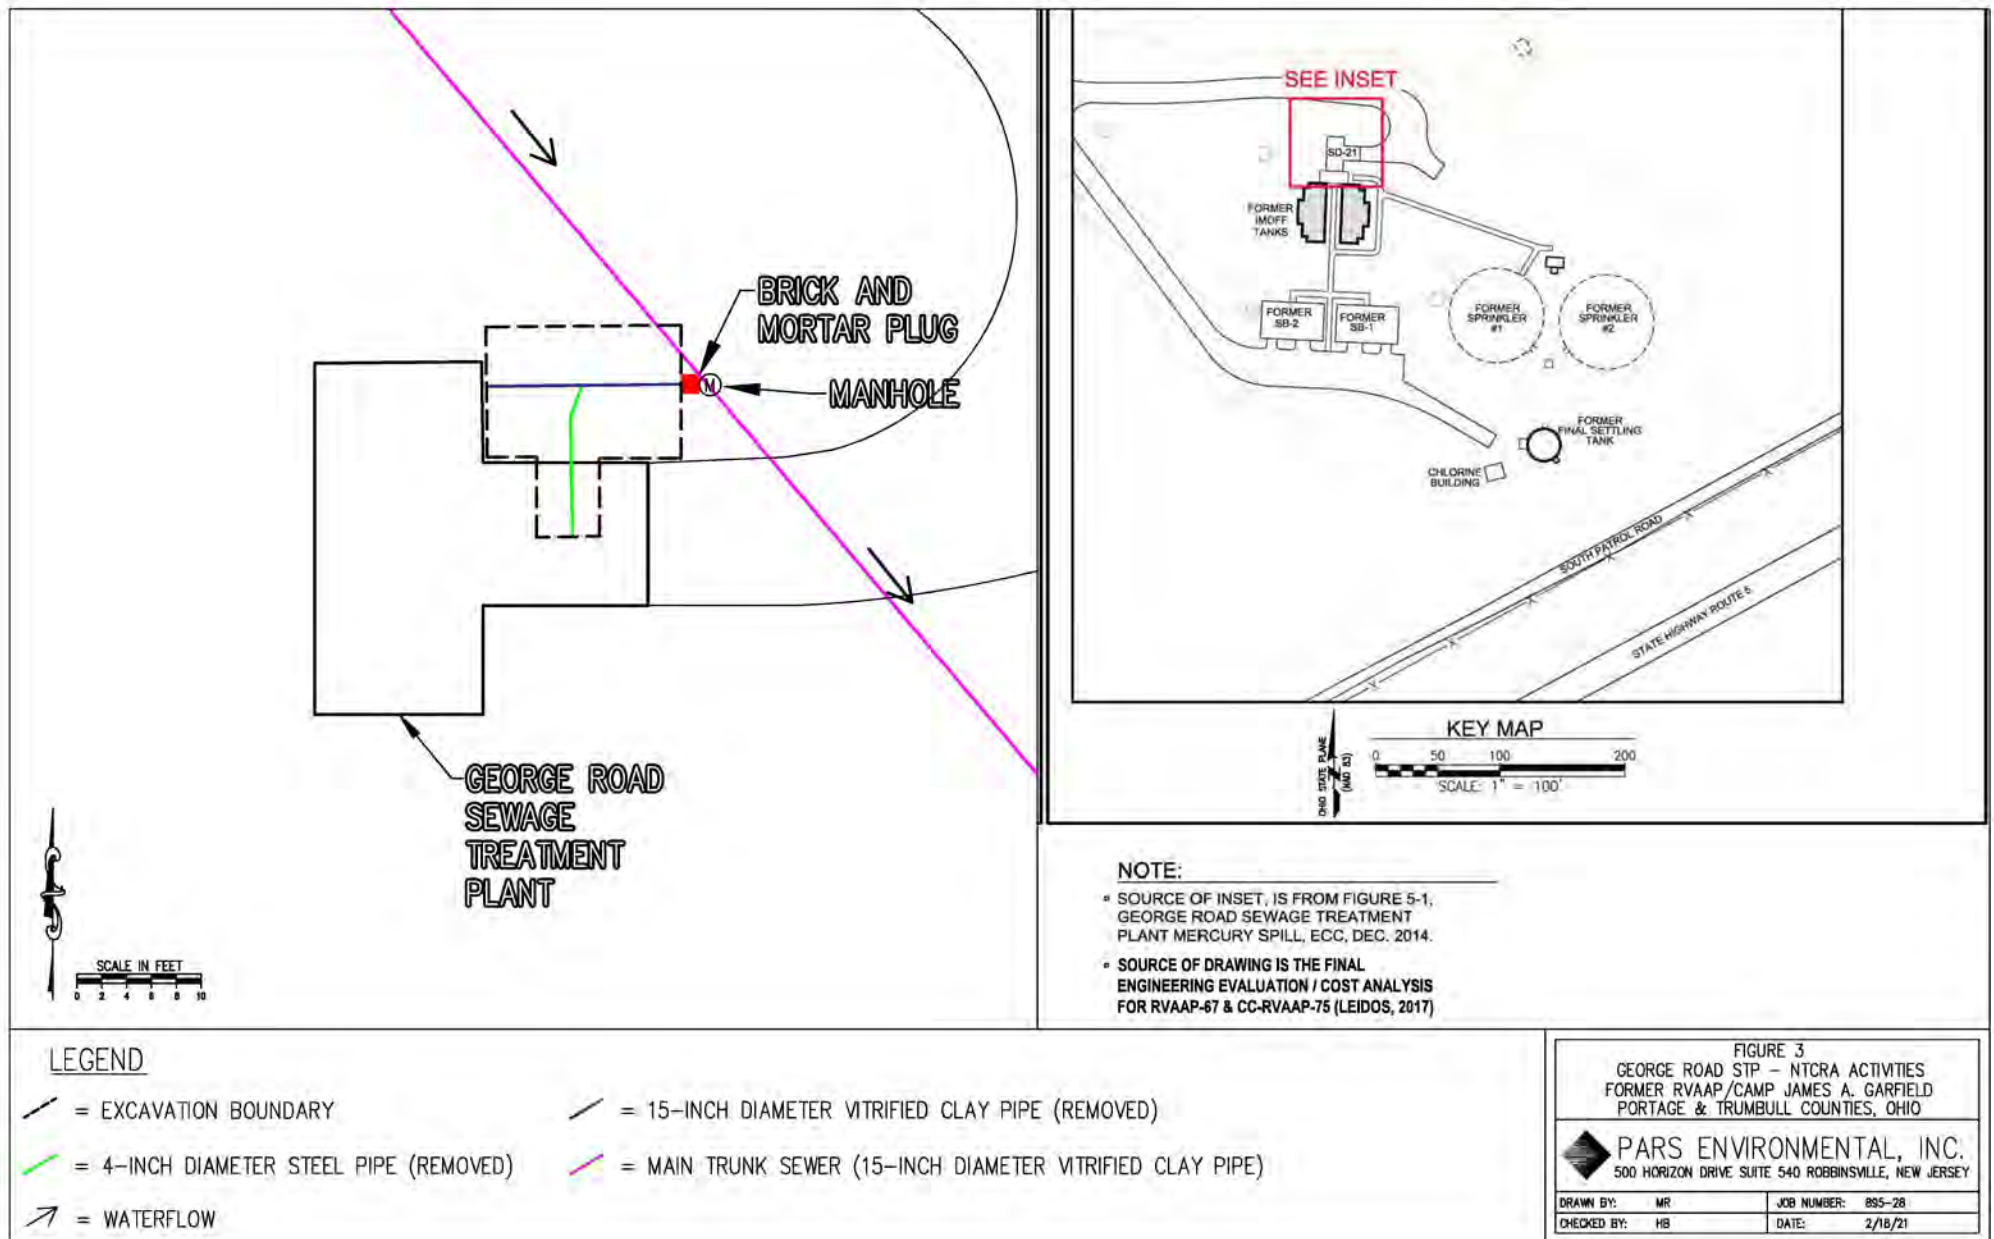 BRICK AND
MORTAR PLUG
M
MANHOLE
GEORGE ROAD
SEWAGE
TREATMENT
PLANT
SCALE IN FEET
0 2 4 6 8 10
SEE INSET
SD-21
FORMER
IMOFF
TANKS
FORMER
SB-2
FORMER
SB-1
FORMER
SPRINKLER
#1
FORMER
SPRINKLER
#2
FORMER
FINAL SETTLING
TANK
CHLORINE
BUILDING
SOUTH PATROL ROAD
STATE HIGHWAY ROUTE 5
OHIO STATE PLANE
(NAD 83)
KEY MAP
0 50 100 200
SCALE: 1" = 100'
NOTE:
SOURCE OF INSET, IS FROM FIGURE 5-1,
GEORGE ROAD SEWAGE TREATMENT
PLANT MERCURY SPILL, ECC, DEC. 2014.
SOURCE OF DRAWING IS THE FINAL
ENGINEERING EVALUATION / COST ANALYSIS
FOR RVAAP-67 & CC-RVAAP-75 (LEIDOS, 2017)
LEGEND
= EXCAVATION BOUNDARY
= 15-INCH DIAMETER VITRIFIED CLAY PIPE (REMOVED)
= 4-INCH DIAMETER STEEL PIPE (REMOVED)
= MAIN TRUNK SEWER (15-INCH DIAMETER VITRIFIED CLAY PIPE)
= WATERFLOW
FIGURE 3
GEORGE ROAD STP - NTCRA ACTIVITIES
FORMER RVAAP/CAMP JAMES A. GARFIELD
PORTAGE & TRUMBULL COUNTIES, OHIO
PARS ENVIRONMENTAL, INC.
500 HORIZON DRIVE SUITE 540 ROBBINSVILLE, NEW JERSEY
DRAWN BY: MR JOB NUMBER: 895-28
CHECKED BY: HB DATE: 2/18/21